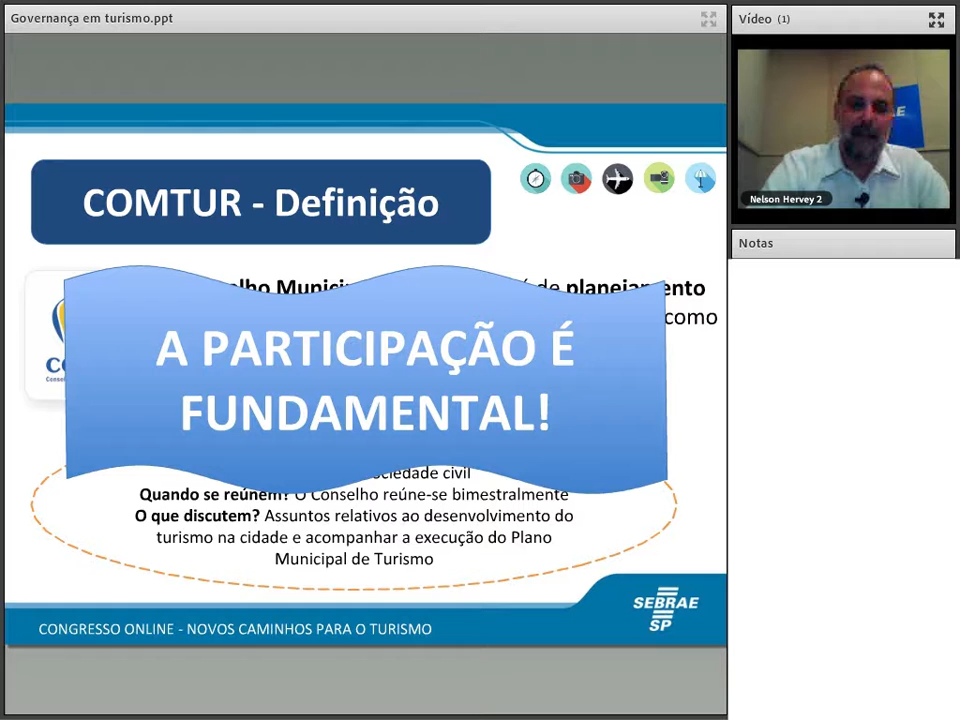 Governança em turismo.ppt
Vídeo (1)
Nelson Hervey 2
Notas
COMTUR - Definição
de planejamento
como
A PARTICIPAÇÃO É
FUNDAMENTAL!
civil
Quando se reúnem? O Conselho reúne-se bimestralmente
O que discutem? Assuntos relativos ao desenvolvimento do
turismo na cidade e acompanhar a execução do Plano
Municipal de Turismo
SEBRAE
SP
CONGRESSO ONLINE - NOVOS CAMINHOS PARA O TURISMO